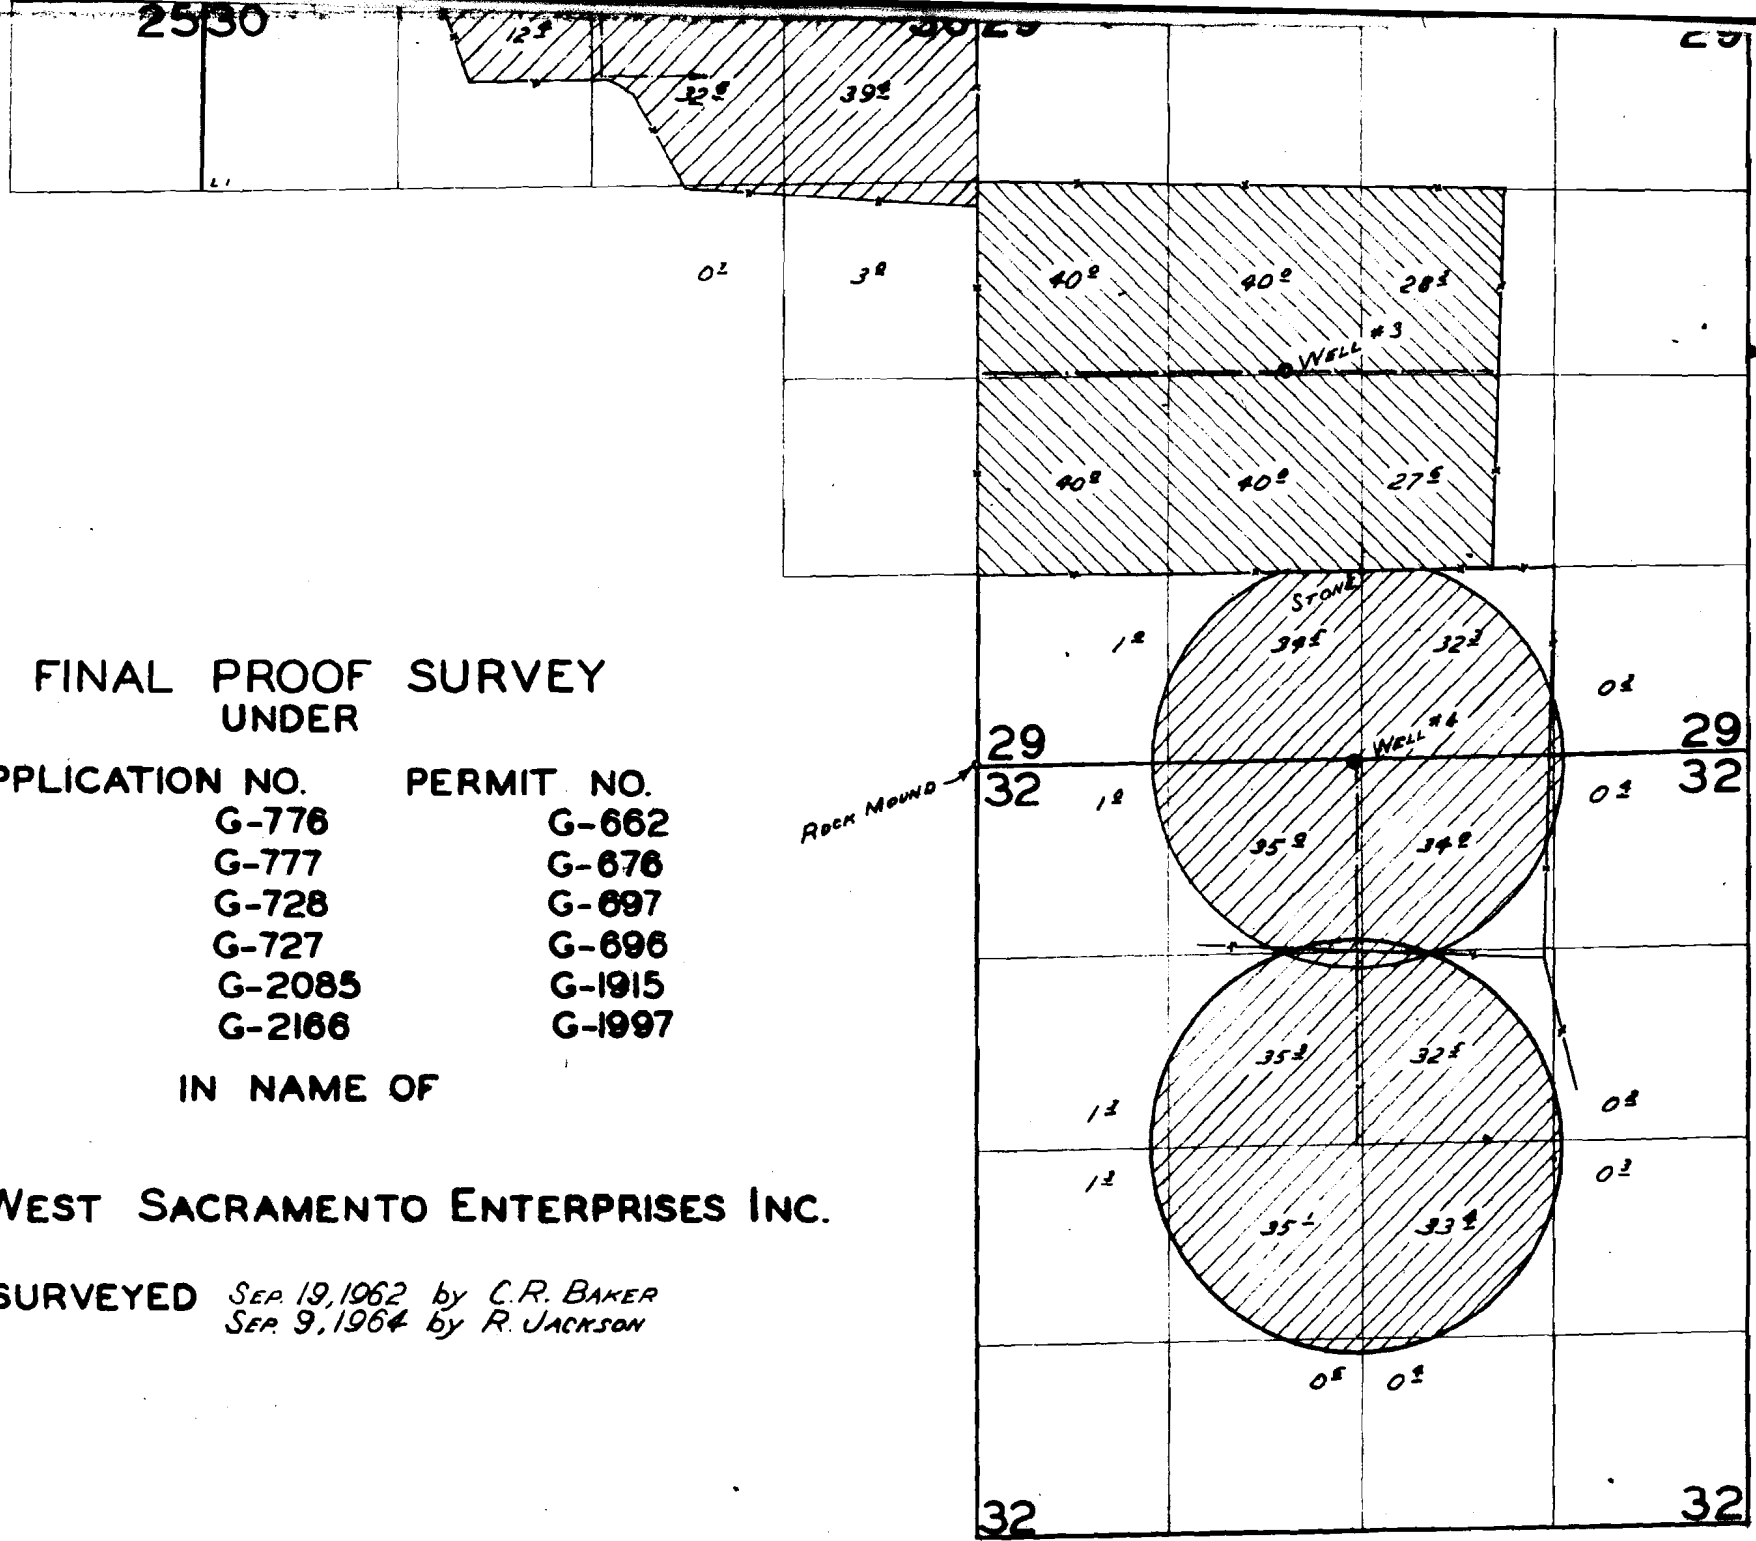 2530
29
29
12
32
39
L1
0
3
40
40
28
WELL #3
40
40
27
STONE
34
32
1
0
FINAL PROOF SURVEY
UNDER
29
29
WELL #4
PPLICATION NO. PERMIT NO.
32
32
ROCK MOUND
1
0
G-776 G-662
G-777 G-676
35
34
G-728 G-697
G-727 G-696
G-2085 G-1915
G-2166 G-1997
35
32
IN NAME OF
1
0
1
0
WEST SACRAMENTO ENTERPRISES INC.
35
33
SURVEYED SEP. 19, 1962 by C.R. BAKER
SEP. 9, 1964 by R. JACKSON
0 0
32
32